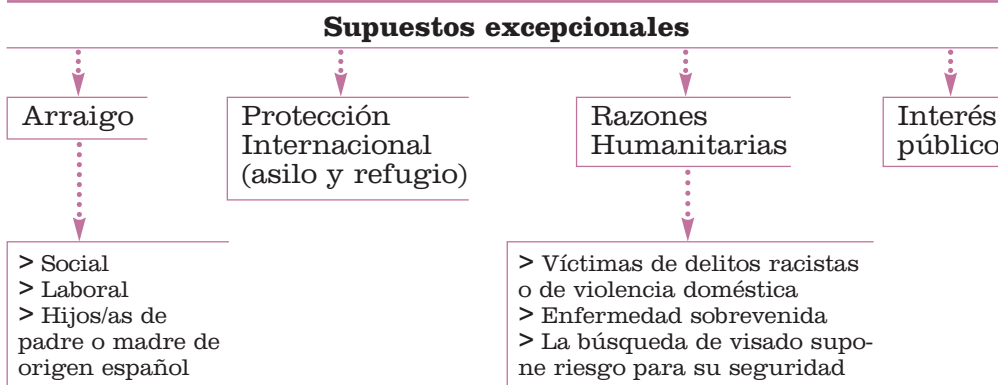 Supuestos excepcionales
Arraigo
Protección
Internacional
(asilo y refugio)
Razones
Humanitarias
Interés
público
> Social
> Laboral
> Hijos/as de
padre o madre de
origen español
> Víctimas de delitos racistas
o de violencia doméstica
> Enfermedad sobrevenida
> La búsqueda de visado supo-
ne riesgo para su seguridad